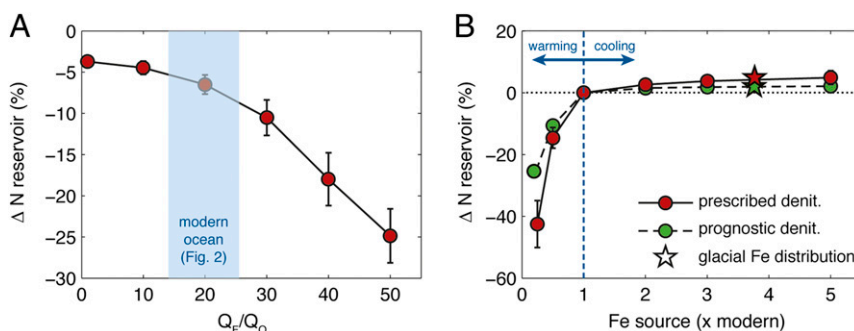 A
0
−5
−10
−15
−20
−25
−30
Δ N reservoir (%)
modern
ocean
(Fig. 2)
0 10 20 30 40 50
Q_F/Q_O
B
20
0
−20
−40
−60
Δ N reservoir (%)
warming cooling
prescribed denit.
prognostic denit.
glacial Fe distribution
0 1 2 3 4 5
Fe source (x modern)